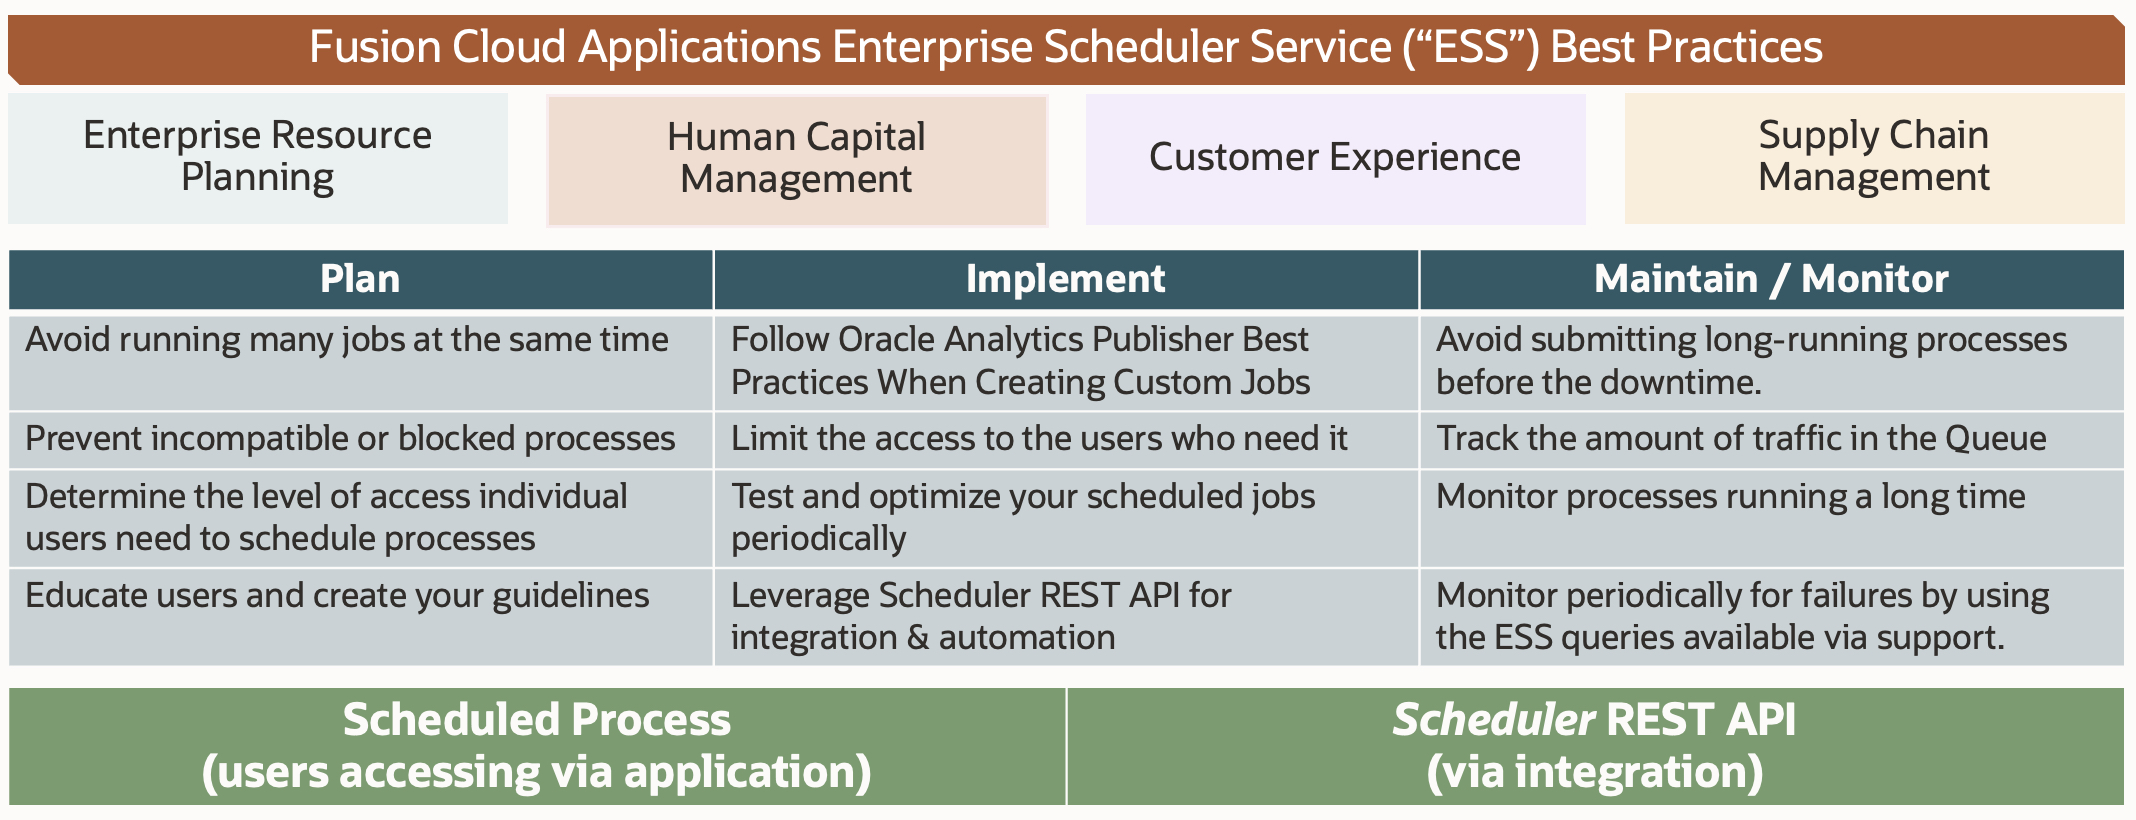 Fusion Cloud Applications Enterprise Scheduler Service (“ESS”) Best Practices
Enterprise Resource
Planning
Human Capital
Management
Customer Experience
Supply Chain
Management
Plan
Implement
Maintain / Monitor
Avoid running many jobs at the same time
Follow Oracle Analytics Publisher Best
Practices When Creating Custom Jobs
Avoid submitting long-running processes
before the downtime.
Prevent incompatible or blocked processes
Limit the access to the users who need it
Track the amount of traffic in the Queue
Determine the level of access individual
users need to schedule processes
Test and optimize your scheduled jobs
periodically
Monitor processes running a long time
Educate users and create your guidelines
Leverage Scheduler REST API for
integration & automation
Monitor periodically for failures by using
the ESS queries available via support.
Scheduled Process
(users accessing via application)
Scheduler REST API
(via integration)